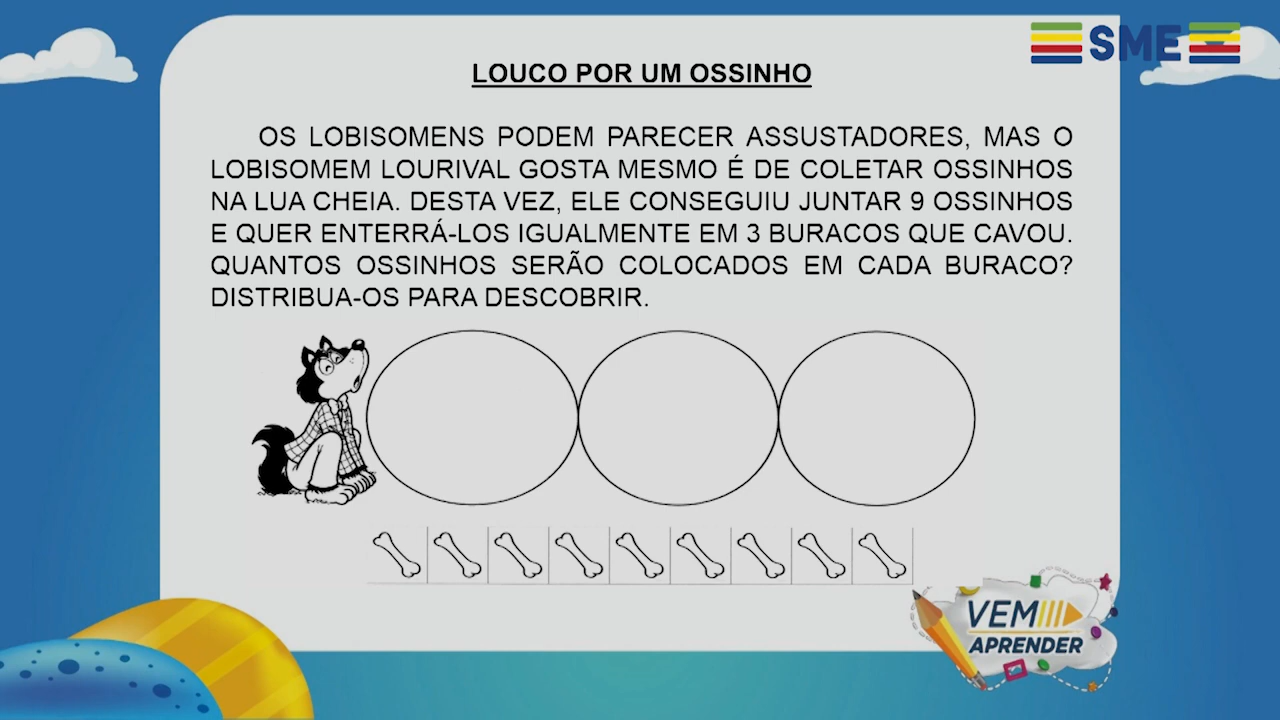 SME
LOUCO POR UM OSSINHO
OS LOBISOMENS PODEM PARECER ASSUSTADORES, MAS O
LOBISOMEM LOURIVAL GOSTA MESMO É DE COLETAR OSSINHOS
NA LUA CHEIA. DESTA VEZ, ELE CONSEGUIU JUNTAR 9 OSSINHOS
E QUER ENTERRÁ-LOS IGUALMENTE EM 3 BURACOS QUE CAVOU.
QUANTOS OSSINHOS SERÃO COLOCADOS EM CADA BURACO?
DISTRIBUA-OS PARA DESCOBRIR.
VEM
APRENDER